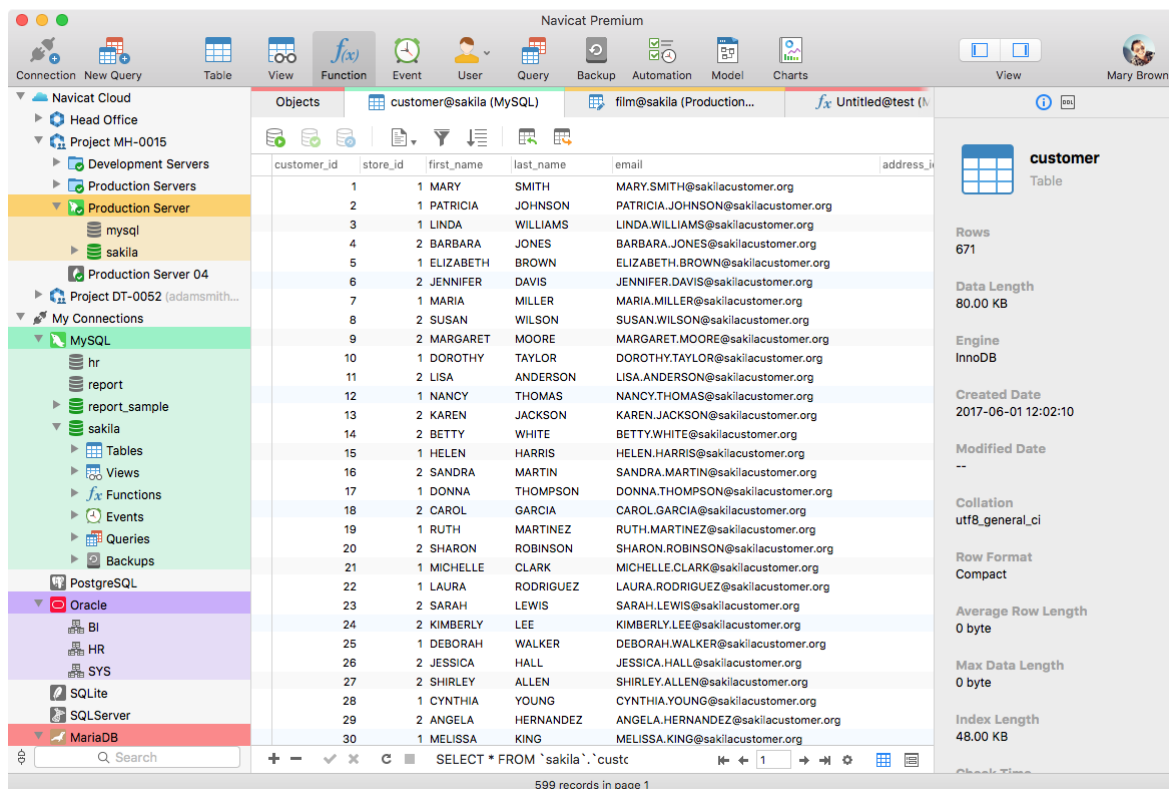 Navicat Premium
Connection New Query Table View Function Event User Query Backup Automation Model Charts View Mary Brown
Navicat Cloud
Head Office
Project MH-0015
Development Servers
Production Servers
Production Server
mysql
sakila
Production Server 04
Project DT-0052 (adamsmith...
My Connections
MySQL
hr
report
report_sample
sakila
Tables
Views
fx Functions
Events
Queries
Backups
PostgreSQL
Oracle
BI
HR
SYS
SQLite
SQLServer
MariaDB
Search
Objects customer@sakila (MySQL) film@sakila (Production... fx Untitled@test (M
customer_id store_id first_name last_name email address_i
1 1 MARY SMITH MARY.SMITH@sakilacustomer.org
2 1 PATRICIA JOHNSON PATRICIA.JOHNSON@sakilacustomer.org
3 1 LINDA WILLIAMS LINDA.WILLIAMS@sakilacustomer.org
4 2 BARBARA JONES BARBARA.JONES@sakilacustomer.org
5 1 ELIZABETH BROWN ELIZABETH.BROWN@sakilacustomer.org
6 2 JENNIFER DAVIS JENNIFER.DAVIS@sakilacustomer.org
7 1 MARIA MILLER MARIA.MILLER@sakilacustomer.org
8 2 SUSAN WILSON SUSAN.WILSON@sakilacustomer.org
9 2 MARGARET MOORE MARGARET.MOORE@sakilacustomer.org
10 1 DOROTHY TAYLOR DOROTHY.TAYLOR@sakilacustomer.org
11 2 LISA ANDERSON LISA.ANDERSON@sakilacustomer.org
12 1 NANCY THOMAS NANCY.THOMAS@sakilacustomer.org
13 2 KAREN JACKSON KAREN.JACKSON@sakilacustomer.org
14 2 BETTY WHITE BETTY.WHITE@sakilacustomer.org
15 1 HELEN HARRIS HELEN.HARRIS@sakilacustomer.org
16 2 SANDRA MARTIN SANDRA.MARTIN@sakilacustomer.org
17 1 DONNA THOMPSON DONNA.THOMPSON@sakilacustomer.org
18 2 CAROL GARCIA CAROL.GARCIA@sakilacustomer.org
19 1 RUTH MARTINEZ RUTH.MARTINEZ@sakilacustomer.org
20 2 SHARON ROBINSON SHARON.ROBINSON@sakilacustomer.org
21 1 MICHELLE CLARK MICHELLE.CLARK@sakilacustomer.org
22 1 LAURA RODRIGUEZ LAURA.RODRIGUEZ@sakilacustomer.org
23 2 SARAH LEWIS SARAH.LEWIS@sakilacustomer.org
24 2 KIMBERLY LEE KIMBERLY.LEE@sakilacustomer.org
25 1 DEBORAH WALKER DEBORAH.WALKER@sakilacustomer.org
26 2 JESSICA HALL JESSICA.HALL@sakilacustomer.org
27 2 SHIRLEY ALLEN SHIRLEY.ALLEN@sakilacustomer.org
28 1 CYNTHIA YOUNG CYNTHIA.YOUNG@sakilacustomer.org
29 2 ANGELA HERNANDEZ ANGELA.HERNANDEZ@sakilacustomer.org
30 1 MELISSA KING MELISSA.KING@sakilacustomer.org
SELECT * FROM `sakila`.`custc
1
599 records in page 1
DDL
customer
Table
Rows
671
Data Length
80.00 KB
Engine
InnoDB
Created Date
2017-06-01 12:02:10
Modified Date
--
Collation
utf8_general_ci
Row Format
Compact
Average Row Length
0 byte
Max Data Length
0 byte
Index Length
48.00 KB
Check Time